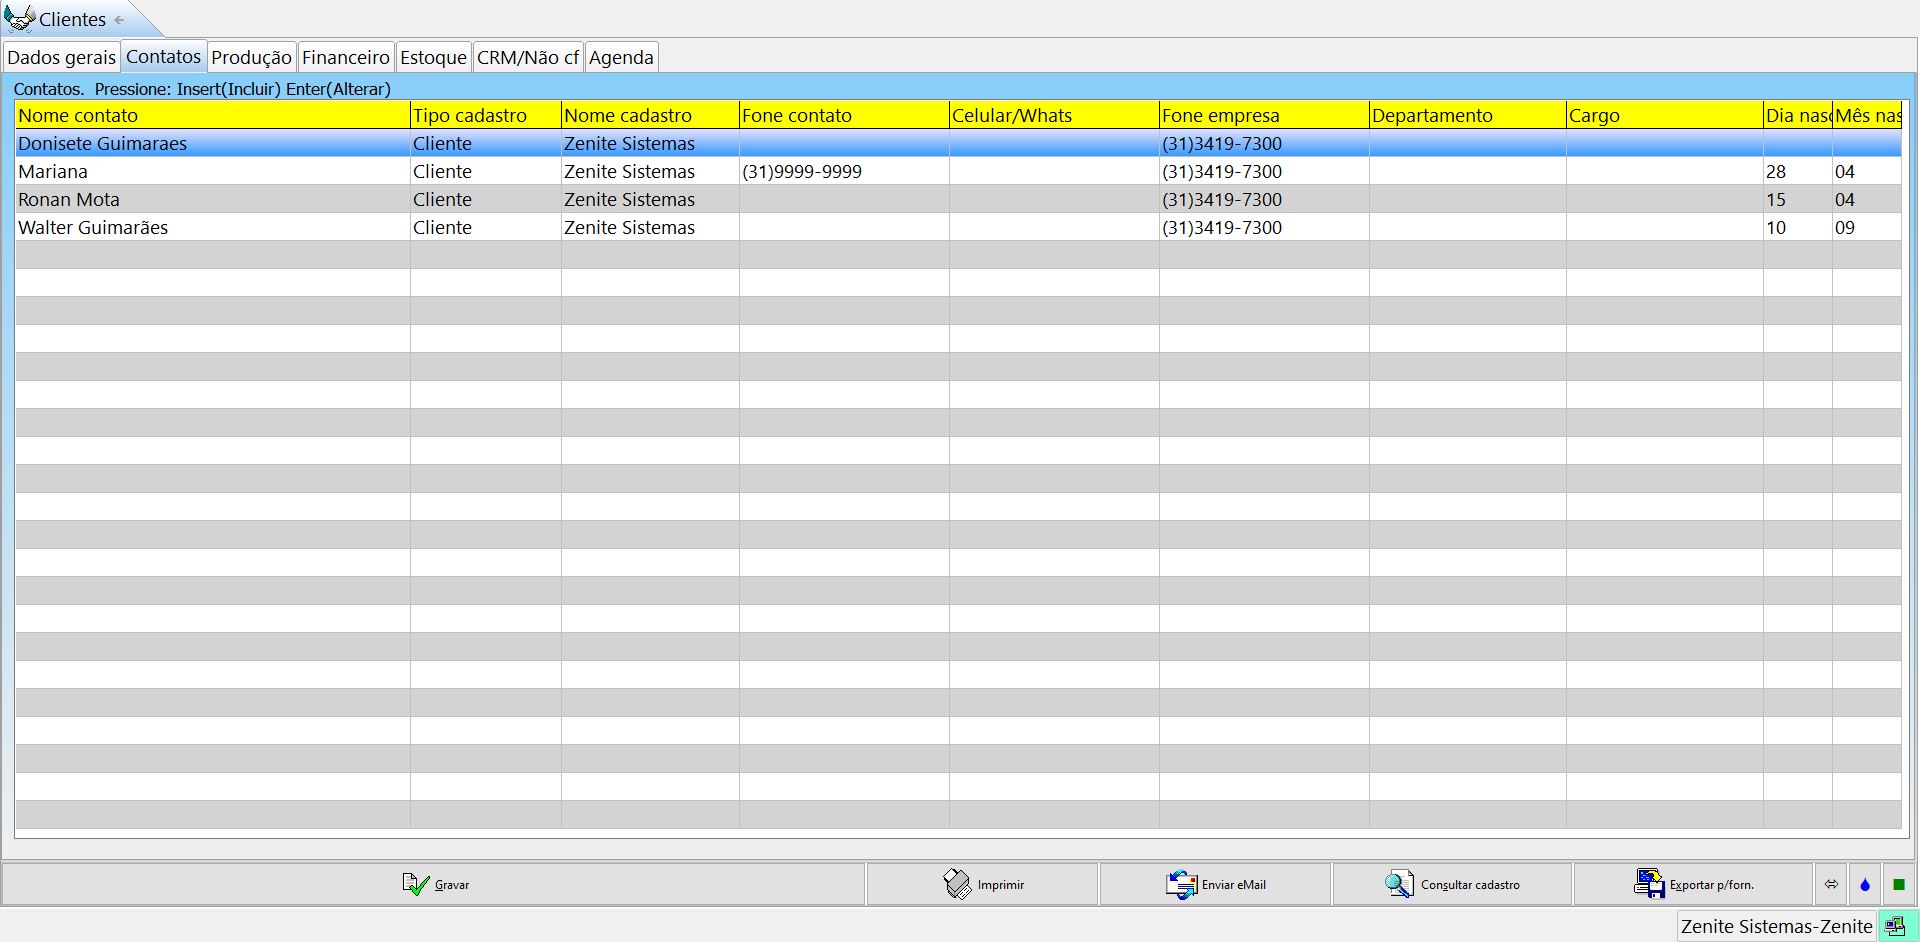 Clientes
Dados gerais Contatos Produção Financeiro Estoque CRM/Não cf Agenda
Contatos. Pressione: Insert(Incluir) Enter(Alterar)
Nome contato Tipo cadastro Nome cadastro Fone contato Celular/Whats Fone empresa Departamento Cargo Dia nasc Mês nas
Donisete Guimaraes Cliente Zenite Sistemas (31)3419-7300
Mariana Cliente Zenite Sistemas (31)9999-9999 (31)3419-7300 28 04
Ronan Mota Cliente Zenite Sistemas (31)3419-7300 15 04
Walter Guimarães Cliente Zenite Sistemas (31)3419-7300 10 09
Gravar Imprimir Enviar eMail Consultar cadastro Exportar p/forn.
Zenite Sistemas-Zenite